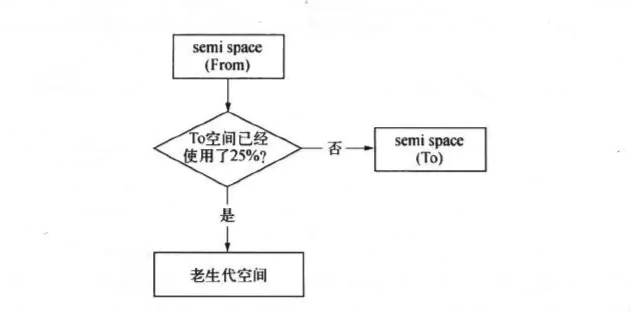 semi space
(From)
To空间已经
使用了25%?
否
semi space
(To)
是
老生代空间